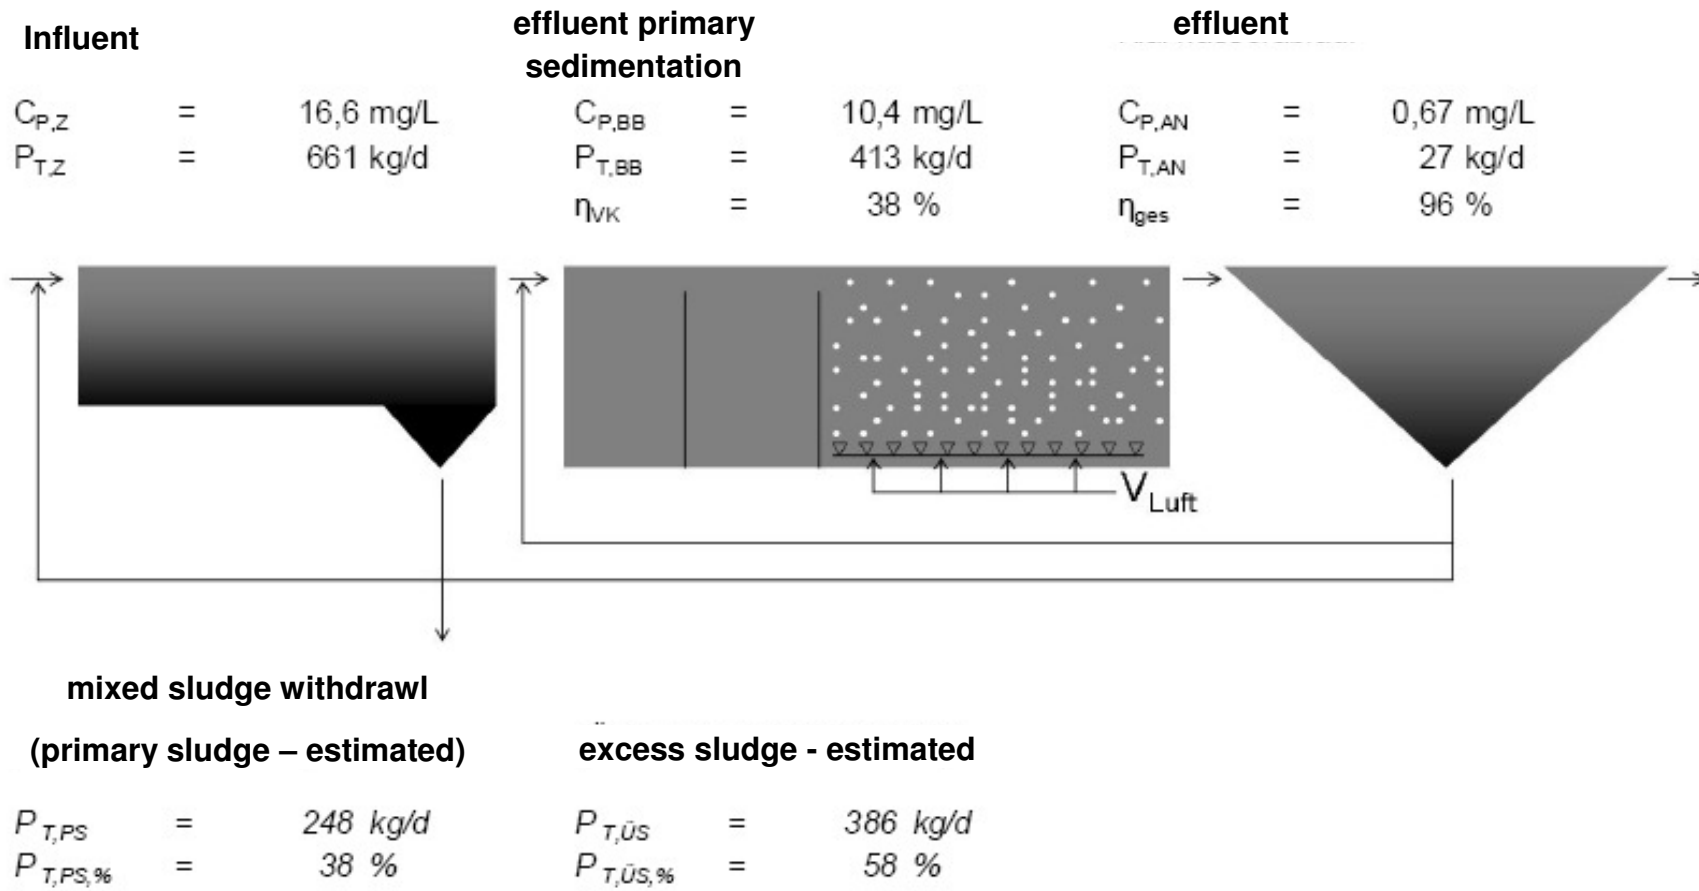 Influent
effluent primary
sedimentation
effluent
C_P,Z = 16,6 mg/L
P_T,Z = 661 kg/d
C_P,BB = 10,4 mg/L
P_T,BB = 413 kg/d
η_VK = 38 %
C_P,AN = 0,67 mg/L
P_T,AN = 27 kg/d
η_ges = 96 %
V_Luft
mixed sludge withdrawl
(primary sludge – estimated)
P_T,PS = 248 kg/d
P_T,PS,% = 38 %
excess sludge - estimated
P_T,ÜS = 386 kg/d
P_T,ÜS,% = 58 %